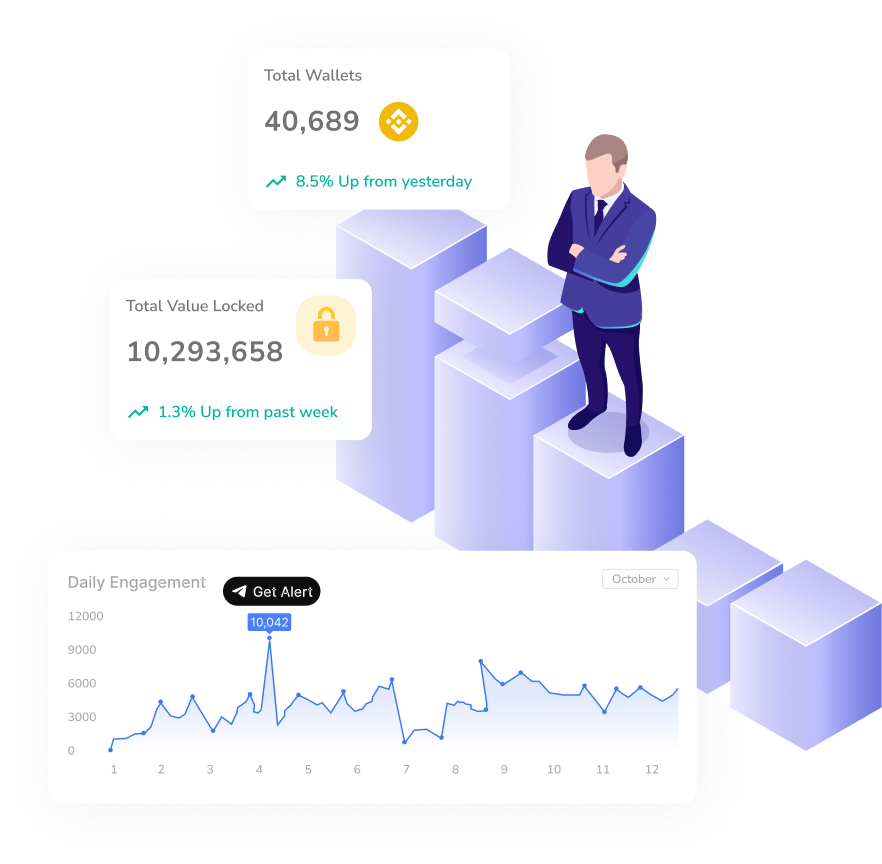 Total Wallets
40,689
8.5% Up from yesterday
Total Value Locked
10,293,658
1.3% Up from past week
Daily Engagement
Get Alert
October
10,042
12000
9000
6000
3000
0
1 2 3 4 5 6 7 8 9 10 11 12